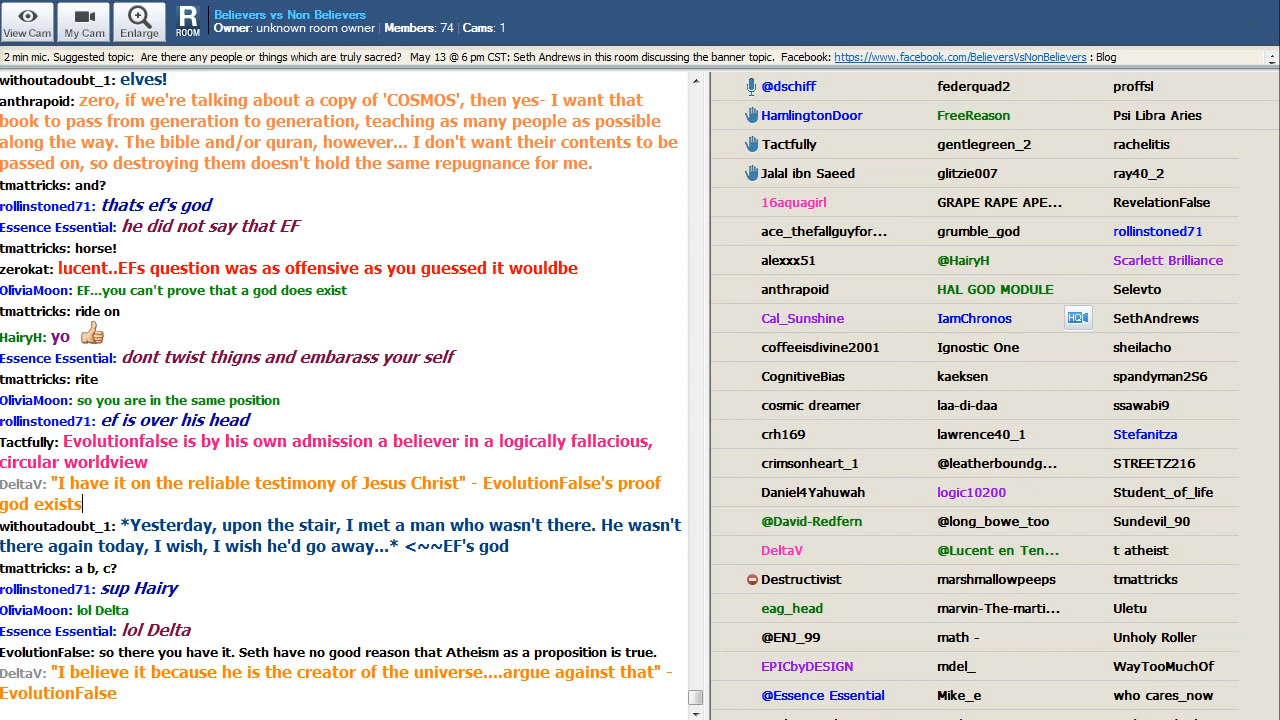 View Cam
My Cam
Enlarge
R
ROOM
Believers vs Non Believers
Owner: unknown room owner | Members: 74 | Cams: 1
2 min mic. Suggested topic: Are there any people or things which are truly sacred? May 13 @ 6 pm CST: Seth Andrews in this room discussing the banner topic. Facebook: https://www.facebook.com/BelieversVsNonBelievers : Blog
withoutadoubt_1: elves!
anthrapoid: zero, if we're talking about a copy of 'COSMOS', then yes- I want that
book to pass from generation to generation, teaching as many people as possible
along the way. The bible and/or quran, however... I don't want their contents to be
passed on, so destroying them doesn't hold the same repugnance for me.
tmattricks: and?
rollinstoned71: thats ef's god
Essence Essential: he did not say that EF
tmattricks: horse!
zerokat: lucent..EFs question was as offensive as you guessed it wouldbe
OliviaMoon: EF...you can't prove that a god does exist
tmattricks: ride on
HairyH: yo
Essence Essential: dont twist thigns and embarass your self
tmattricks: rite
OliviaMoon: so you are in the same position
rollinstoned71: ef is over his head
Tactfully: Evolutionfalse is by his own admission a believer in a logically fallacious,
circular worldview
DeltaV: "I have it on the reliable testimony of Jesus Christ" - EvolutionFalse's proof
god exists
withoutadoubt_1: *Yesterday, upon the stair, I met a man who wasn't there. He wasn't
there again today, I wish, I wish he'd go away...* <~~EF's god
tmattricks: a b, c?
rollinstoned71: sup Hairy
OliviaMoon: lol Delta
Essence Essential: lol Delta
EvolutionFalse: so there you have it. Seth have no good reason that Atheism as a proposition is true.
DeltaV: "I believe it because he is the creator of the universe....argue against that" -
EvolutionFalse
@dschiff federquad2 proffsl
HamlingtonDoor FreeReason Psi Libra Aries
Tactfully gentlegreen_2 rachelitis
Jalal ibn Saeed glitzie007 ray40_2
16aquagirl GRAPE RAPE APE... RevelationFalse
ace_thefallguyfor... grumble_god rollinstoned71
alexxx51 @HairyH Scarlett Brilliance
anthrapoid HAL GOD MODULE Selevto
Cal_Sunshine IamChronos HQ SethAndrews
coffeeisdivine2001 Ignostic One sheilacho
CognitiveBias kaeksen spandyman2S6
cosmic dreamer laa-di-daa ssawabi9
crh169 lawrence40_1 Stefanitza
crimsonheart_1 @leatherboundg... STREETZ216
Daniel4Yahuwah logic10200 Student_of_life
@David-Redfern @long_bowe_too Sundevil_90
DeltaV @Lucent en Ten... t atheist
Destructivist marshmallowpeeps tmattricks
eag_head marvin-The-marti... Uletu
@ENJ_99 math - Unholy Roller
EPICbyDESIGN mdel_ WayTooMuchOf
@Essence Essential Mike_e who cares_now